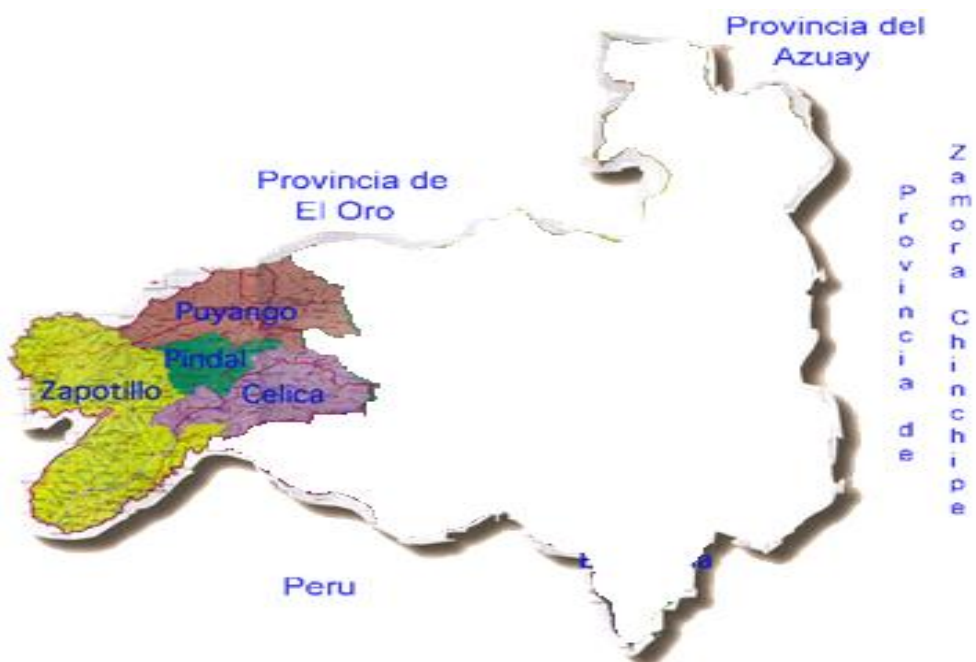 Provincia del
Azuay
Provincia de
El Oro
Provincia de
Zamora Chinchipe
Puyango
Pindal
Zapotillo
Celica
Peru